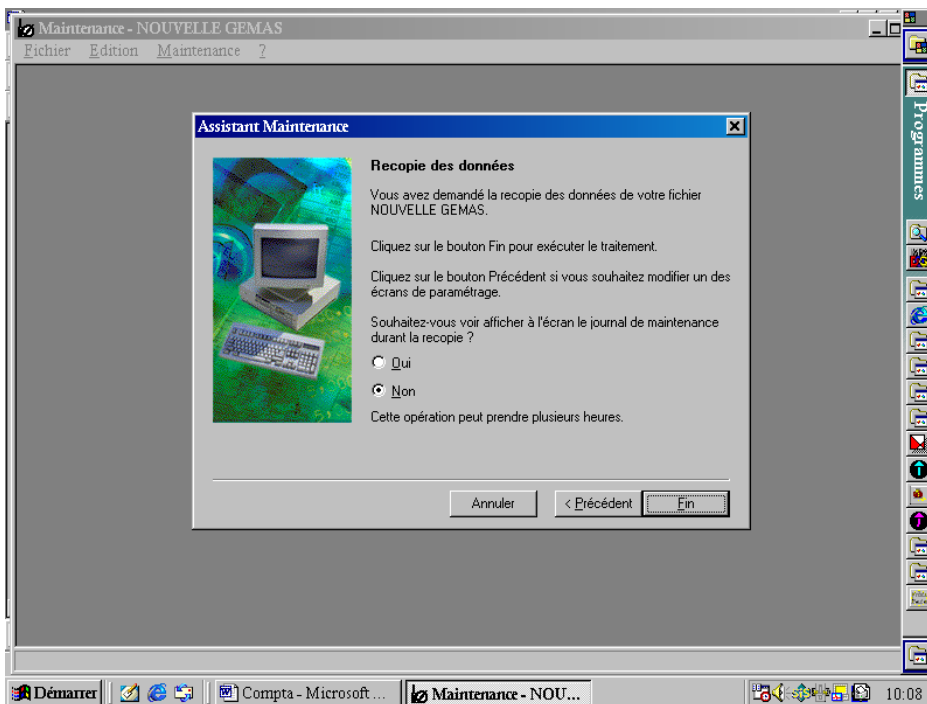 Maintenance - NOUVELLE GEMAS
Fichier Edition Maintenance ?
Programmes
Assistant Maintenance
Recopie des données
Vous avez demandé la recopie des données de votre fichier
NOUVELLE GEMAS.
Cliquez sur le bouton Fin pour exécuter le traitement.
Cliquez sur le bouton Précédent si vous souhaitez modifier un des
écrans de paramétrage.
Souhaitez-vous voir afficher à l'écran le journal de maintenance
durant la recopie ?
Oui
Non
Cette opération peut prendre plusieurs heures.
Annuler < Précédent Fin
Démarrer Compta - Microsoft ... Maintenance - NOU... 10:08